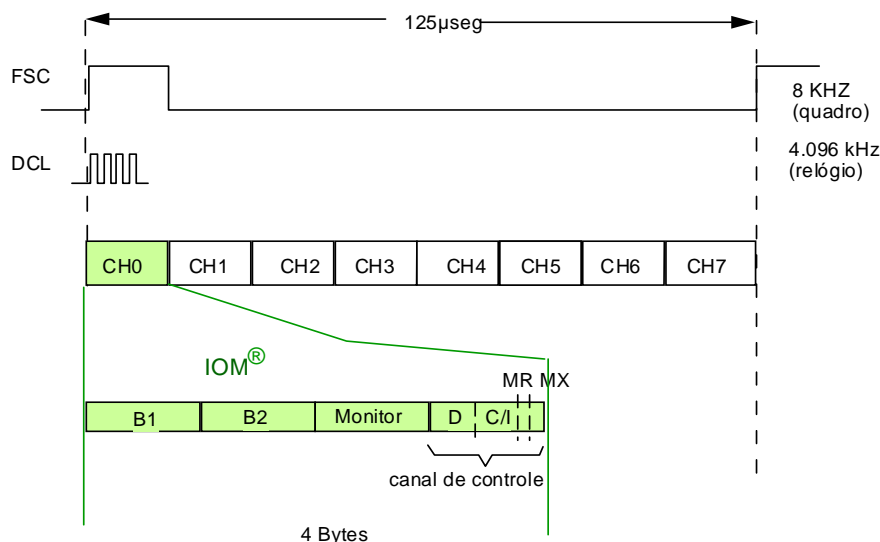 125µseg
FSC
8 KHZ
(quadro)
DCL
4.096 kHz
(relógio)
CH0 CH1 CH2 CH3 CH4 CH5 CH6 CH7
IOM®
MR MX
B1 B2 Monitor D C/I
canal de controle
4 Bytes